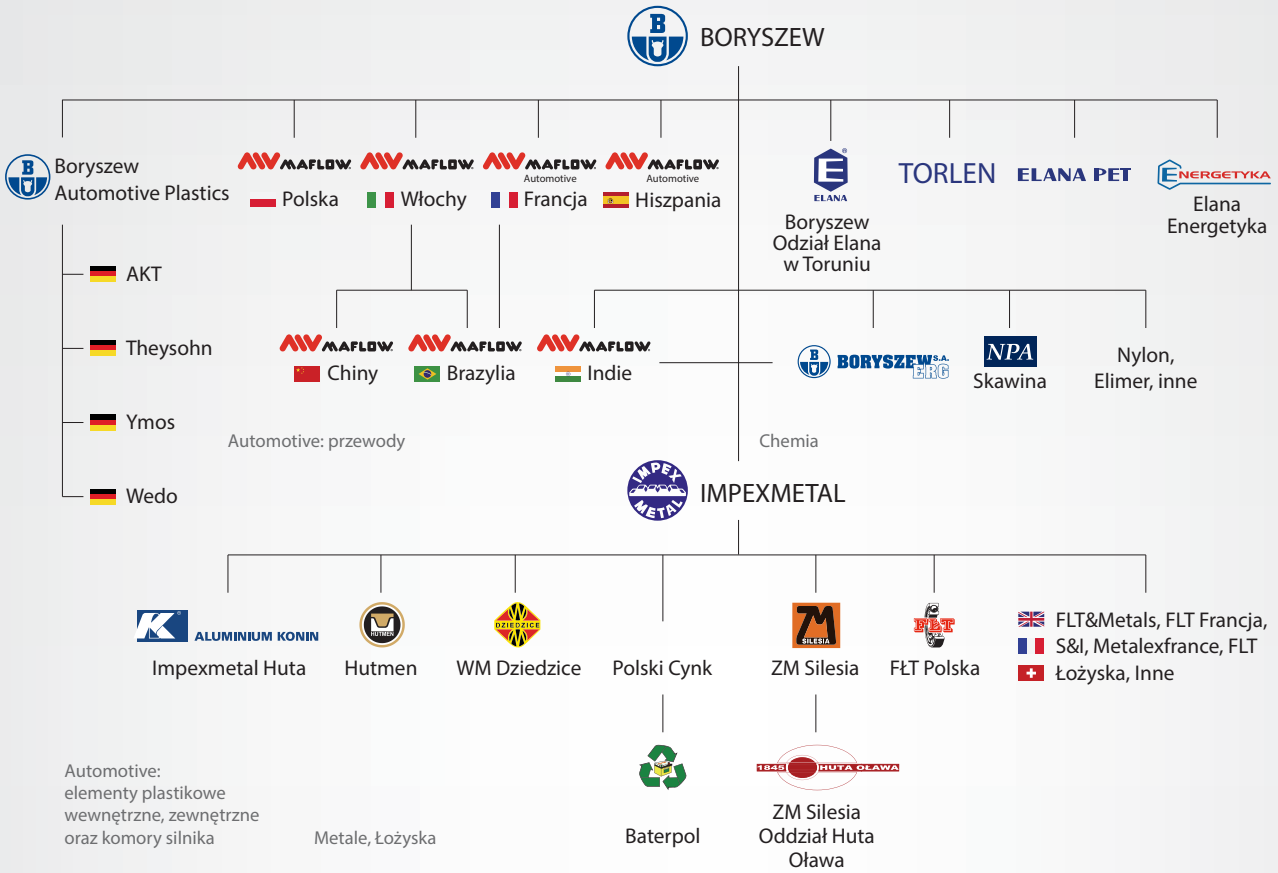 B
BORYSZEW
B
Boryszew
Automotive Plastics
MAFLOW
Polska
MAFLOW
Włochy
MAFLOW
Automotive
Francja
MAFLOW
Automotive
Hiszpania
E
®
ELANA
Boryszew
Odział Elana
w Toruniu
TORLEN
ELANA PET
ENERGETYKA
Elana
Energetyka
AKT
Theysohn
Ymos
Wedo
MAFLOW
Chiny
MAFLOW
Brazylia
MAFLOW
Indie
B
BORYSZEW S.A.
ERG
NPA
Skawina
Nylon,
Elimer, inne
Automotive: przewody
Chemia
IMPEX
METAL
IMPEXMETAL
K
®
ALUMINIUM KONIN
Impexmetal Huta
HUTMEN
Hutmen
DZIEDZICE
WM Dziedzice
Polski Cynk
ZM
SILESIA
ZM Silesia
FŁT
FŁT Polska
FLT&Metals, FLT Francja,
S&I, Metalexfrance, FLT
Łożyska, Inne
Automotive:
elementy plastikowe
wewnętrzne, zewnętrzne
oraz komory silnika
Metale, Łożyska
Baterpol
1845 HUTA OŁAWA
ZM Silesia
Oddział Huta
Oława